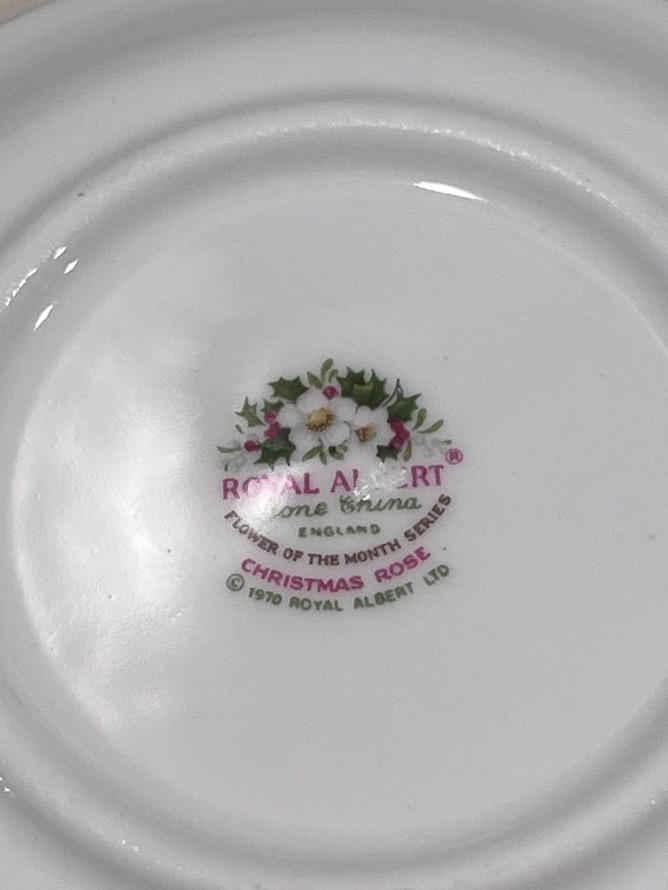 ROYAL ALBERT ®
Bone China
ENGLAND
FLOWER OF THE MONTH SERIES
CHRISTMAS ROSE
© 1970 ROYAL ALBERT LTD